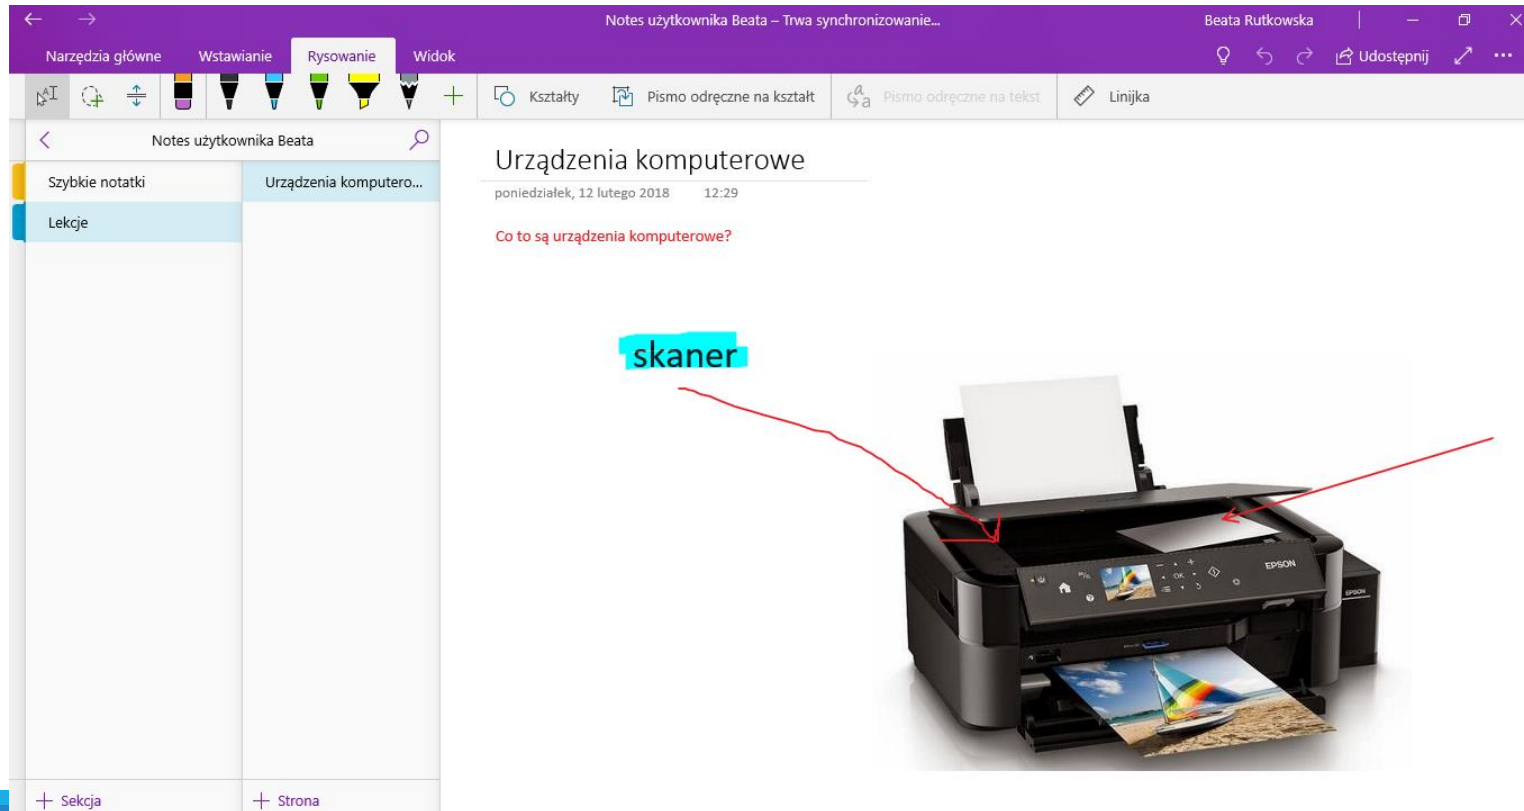 Notes użytkownika Beata – Trwa synchronizowanie...
Beata Rutkowska
Narzędzia główne Wstawianie Rysowanie Widok
Udostępnij
Kształty Pismo odręczne na kształt Pismo odręczne na tekst Linijka
Notes użytkownika Beata
Szybkie notatki
Lekcje
Urządzenia komputero...
Urządzenia komputerowe
poniedziałek, 12 lutego 2018 12:29
Co to są urządzenia komputerowe?
skaner
OK
EPSON
EPSON
+ Sekcja
+ Strona